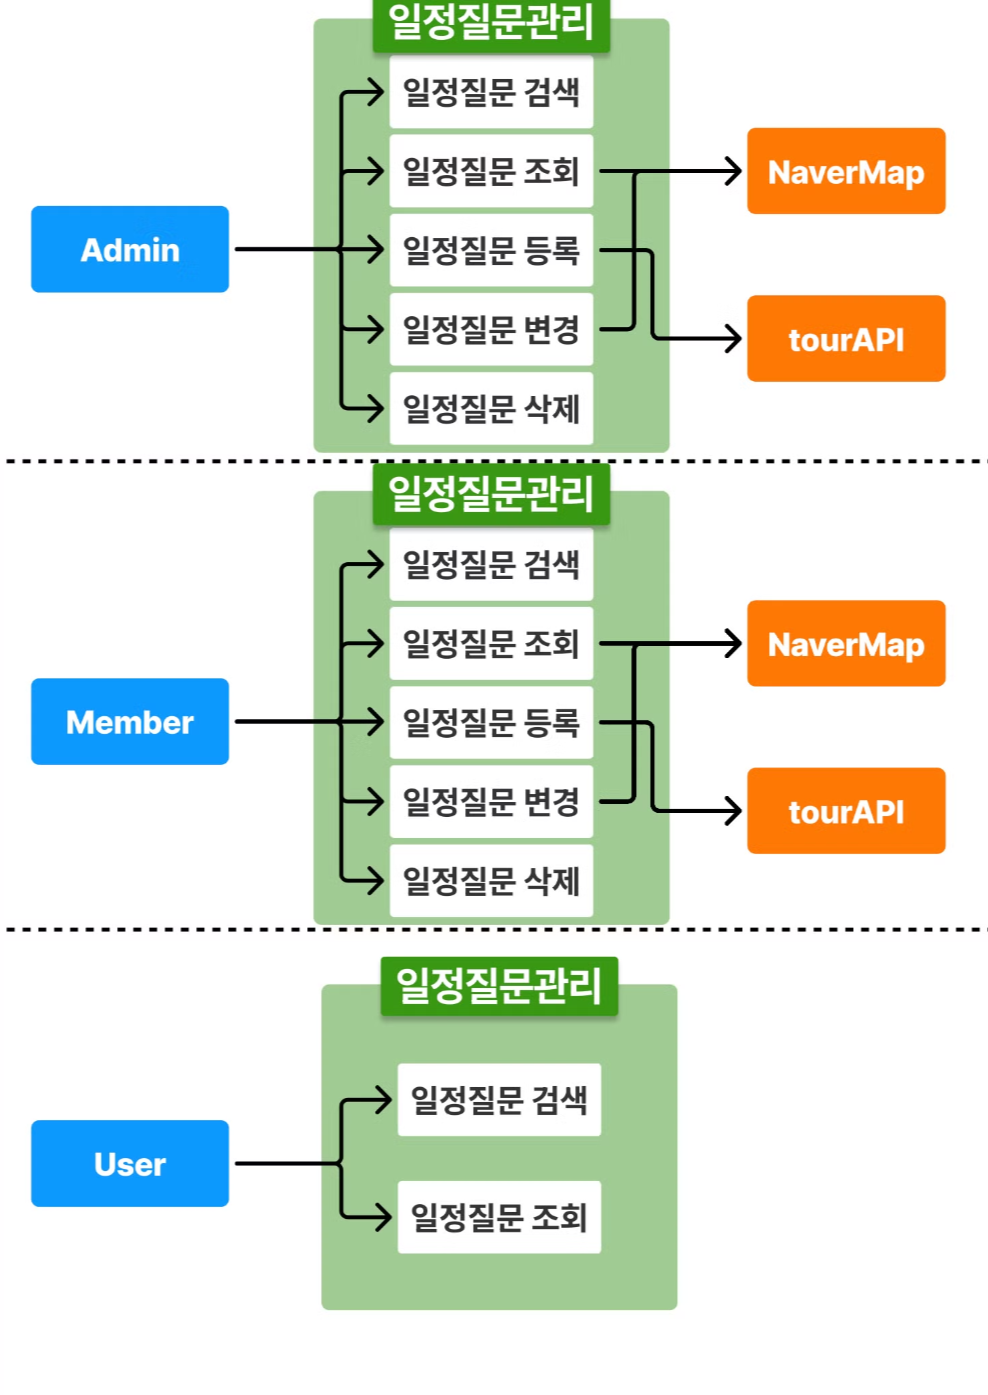 일정질문관리
일정질문 검색
일정질문 조회
NaverMap
Admin
일정질문 등록
일정질문 변경
tourAPI
일정질문 삭제
일정질문관리
일정질문 검색
일정질문 조회
NaverMap
Member
일정질문 등록
일정질문 변경
tourAPI
일정질문 삭제
일정질문관리
일정질문 검색
User
일정질문 조회